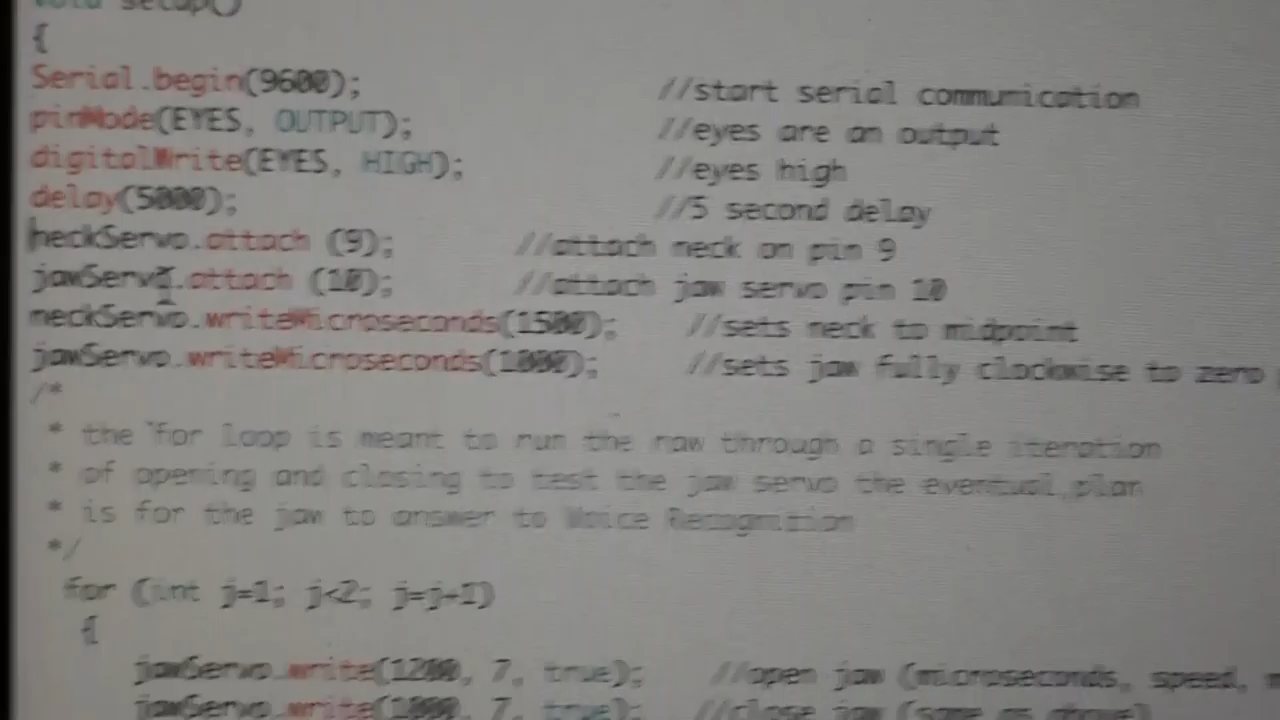 void setup()
{
Serial.begin(9600); //start serial communication
pinMode(EYES, OUTPUT); //eyes are an output
digitalWrite(EYES, HIGH); //eyes high
delay(5000); //5 second delay
neckServo.attach (9); //attach neck on pin 9
jawServo.attach (10); //attach jaw servo pin 10
neckServo.writeMicroseconds(1500); //sets neck to midpoint
jawServo.writeMicroseconds(1000); //sets jaw fully clockwise to zero
/*
* the for loop is meant to run the raw through a single iteration
* of opening and closing to test the jaw servo the eventual plan
* is for the jaw to answer to Voice Recognition
*/
for (int j=1; j<2; j=j+1)
{
jawServo.write(1200, 7, true); //open jaw (microseconds, speed,
jawServo.write(1000, 7, true); //close jaw (same as above)